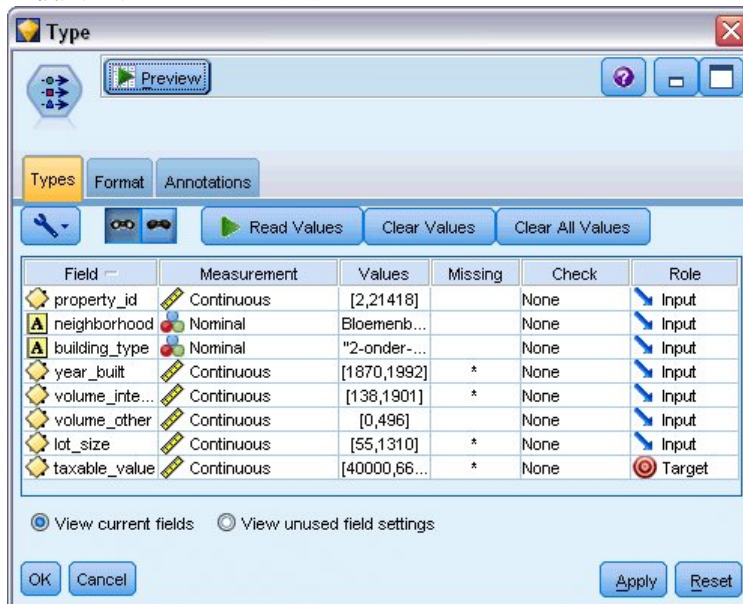 Type
Preview
Types Format Annotations
Read Values Clear Values Clear All Values
Field Measurement Values Missing Check Role
property_id Continuous [2,21418] None Input
A neighborhood Nominal Bloemenb... None Input
A building_type Nominal "2-onder-... None Input
year_built Continuous [1870,1992] * None Input
volume_inte... Continuous [138,1901] * None Input
volume_other Continuous [0,496] None Input
lot_size Continuous [55,1310] * None Input
taxable_value Continuous [40000,66... * None Target
View current fields View unused field settings
OK Cancel Apply Reset